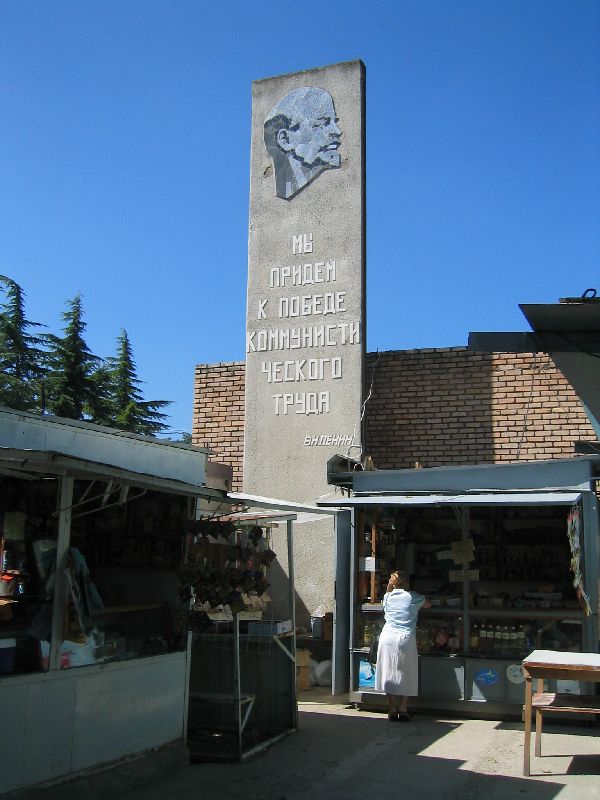 МЫ
ПРИДЕМ
К ПОБЕДЕ
КОММУНИСТИ
ЧЕСКОГО
ТРУДА
В.И.ЛЕНИН